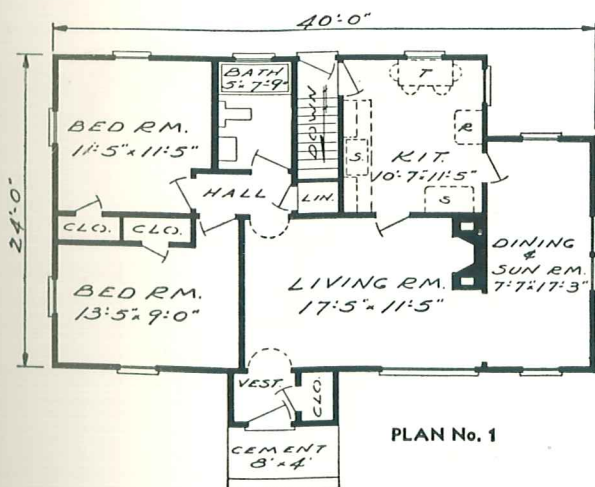 40'-0"
24'-0"
BED RM.
11'-5" x 11'-5"
BATH
5' x 7'-9"
DOWN
T
R
S
KIT.
10'-7" x 11'-5"
S
HALL
LIN.
CLO.
CLO.
BED RM.
13'-5" x 9'-0"
LIVING RM.
17'-5" x 11'-5"
DINING
&
SUN RM.
7'-7" x 17'-3"
VEST.
CLO.
CEMENT
8' x 4'
PLAN No. 1